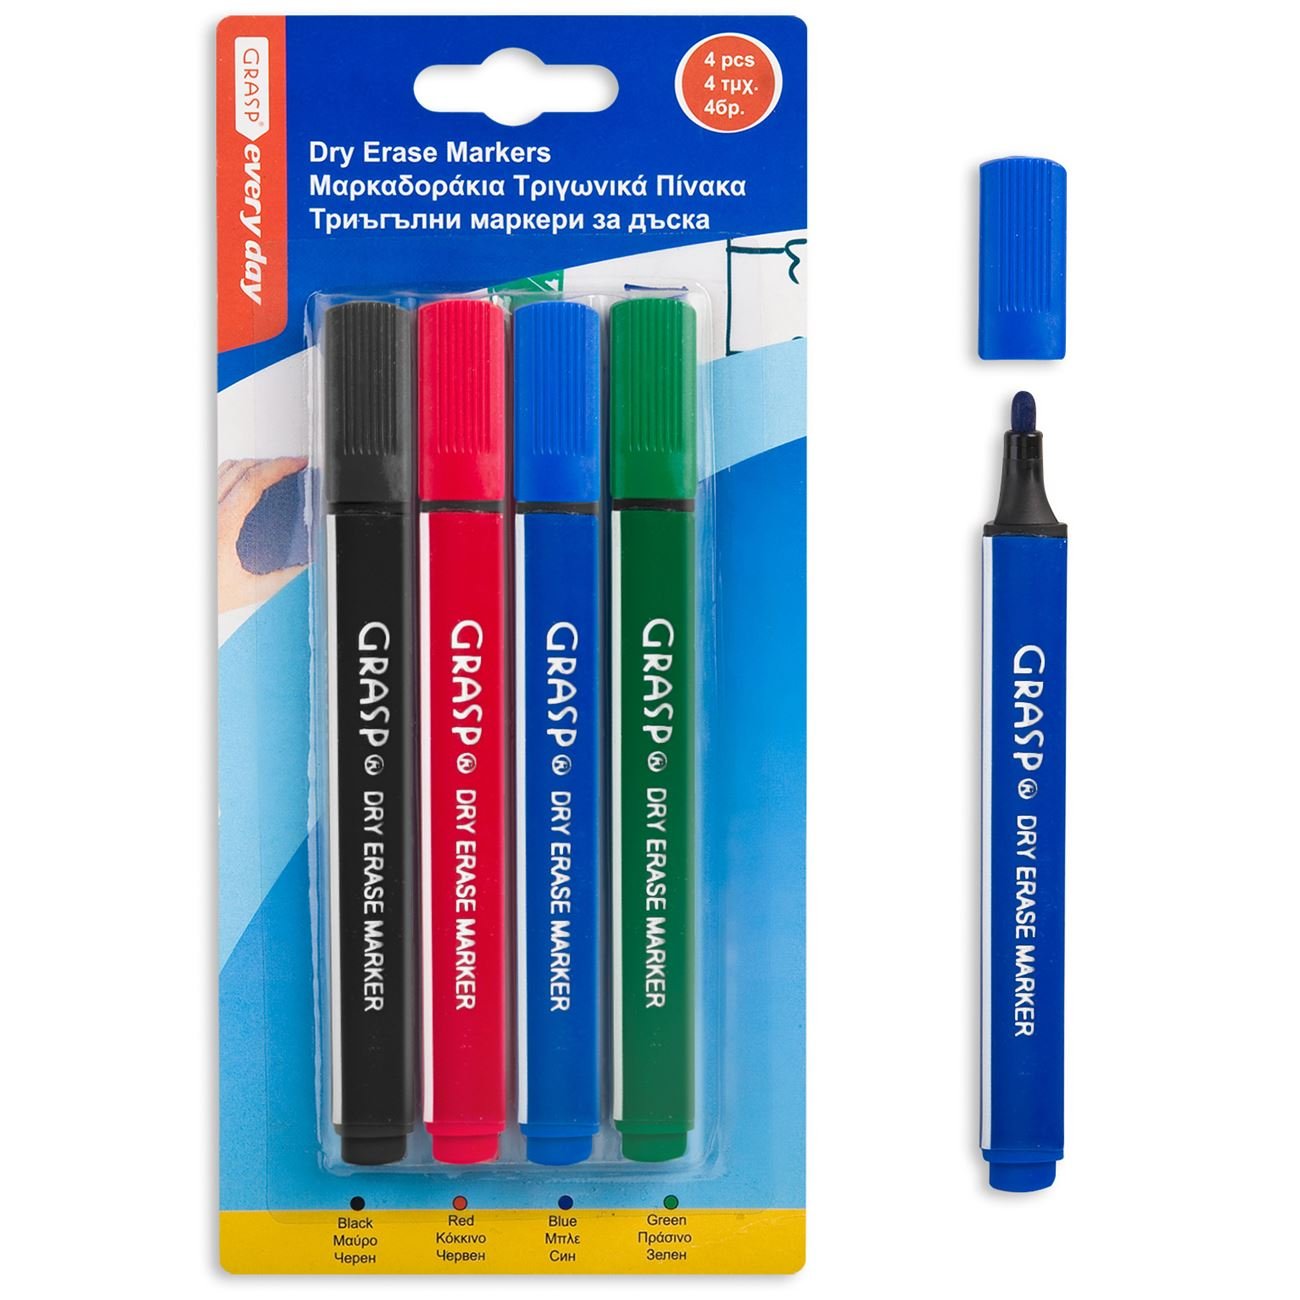 GRASP®
every day
4 pcs
4 τμχ.
4бр.
Dry Erase Markers
Μαρκαδοράκια Τριγωνικά Πίνακα
Триъгълни маркери за дъска
GRASP® DRY ERASE MARKER
GRASP® DRY ERASE MARKER
GRASP® DRY ERASE MARKER
GRASP® DRY ERASE MARKER
GRASP® DRY ERASE MARKER
Black
Μαύρο
Черен
Red
Κόκκινο
Червен
Blue
Μπλε
Син
Green
Πράσινο
Зелен